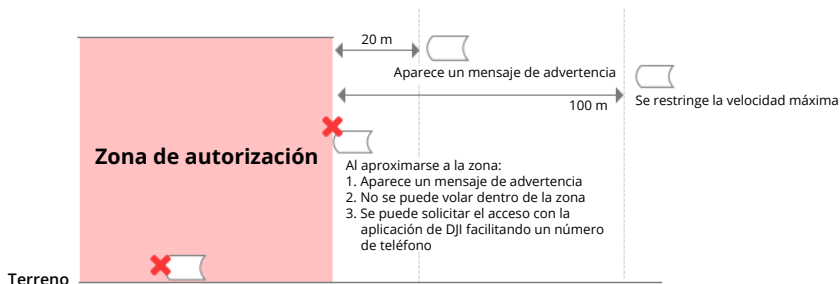 20 m
Aparece un mensaje de advertencia
100 m
Se restringe la velocidad máxima
Zona de autorización
Al aproximarse a la zona:
1. Aparece un mensaje de advertencia
2. No se puede volar dentro de la zona
3. Se puede solicitar el acceso con la
aplicación de DJI facilitando un número
de teléfono
Terreno